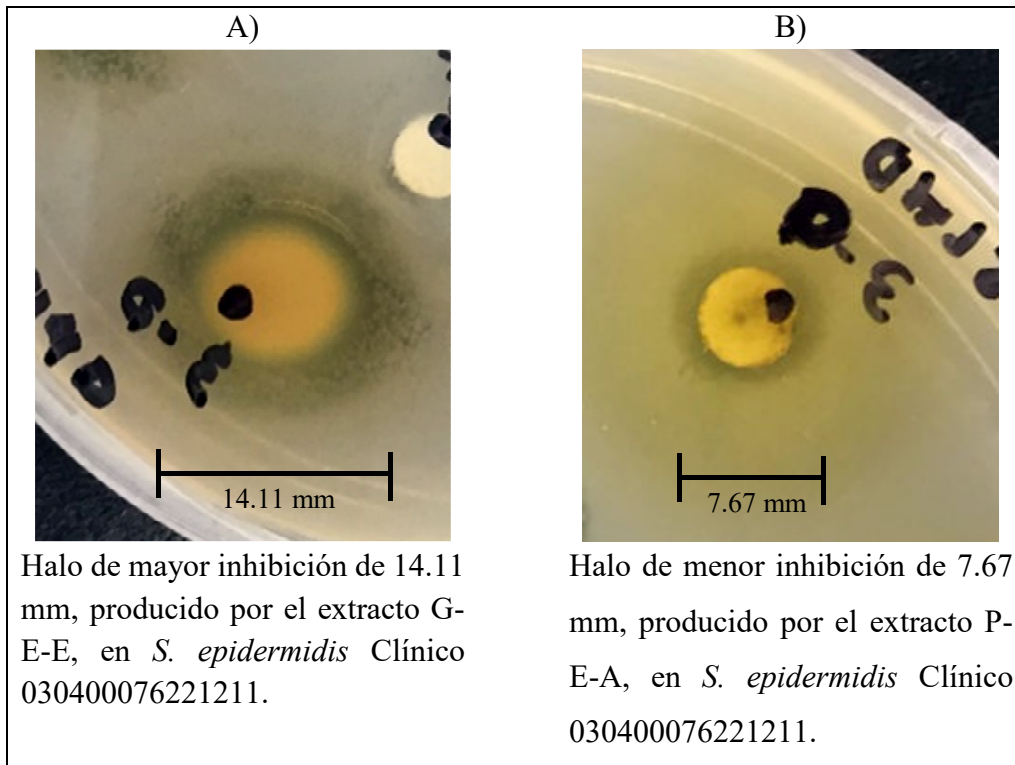 A)
B)
G-E
P-E
14.11 mm
7.67 mm
Halo de mayor inhibición de 14.11
mm, producido por el extracto G-
E-E, en S. epidermidis Clínico
030400076221211.
Halo de menor inhibición de 7.67
mm, producido por el extracto P-
E-A, en S. epidermidis Clínico
030400076221211.